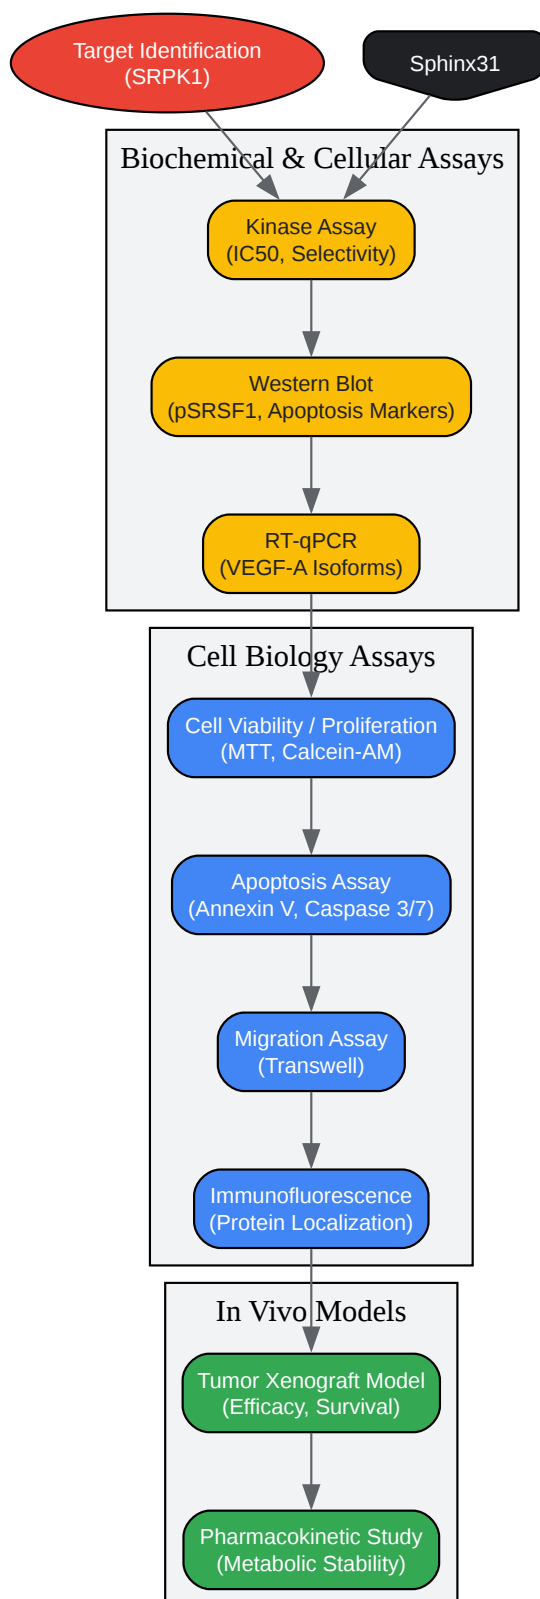 Target Identification
(SRPK1)
Sphinx31
Biochemical & Cellular Assays
Kinase Assay
(IC50, Selectivity)
Western Blot
(pSRSF1, Apoptosis Markers)
RT-qPCR
(VEGF-A Isoforms)
Cell Biology Assays
Cell Viability / Proliferation
(MTT, Calcein-AM)
Apoptosis Assay
(Annexin V, Caspase 3/7)
Migration Assay
(Transwell)
Immunofluorescence
(Protein Localization)
In Vivo Models
Tumor Xenograft Model
(Efficacy, Survival)
Pharmacokinetic Study
(Metabolic Stability)